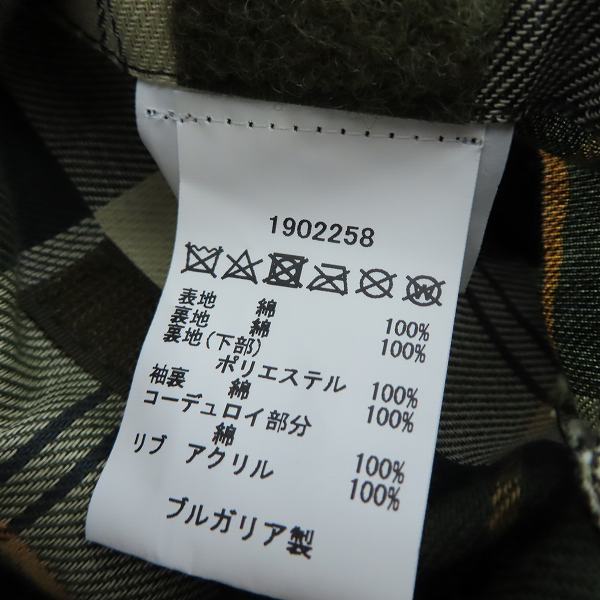 1902258
表地 綿 100%
裏地 綿 100%
裏地(下部)
ポリエステル 100%
袖裏 綿 100%
コーデュロイ部分
綿 100%
リブ アクリル 100%
ブルガリア製